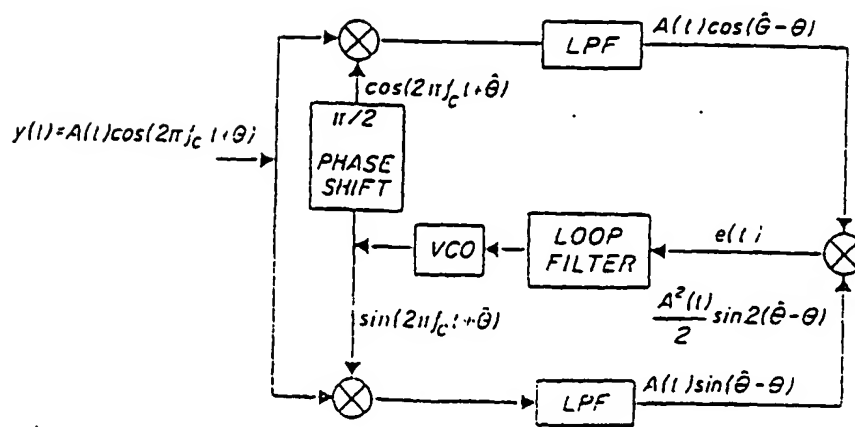 A(t)cos(θ̂-θ)
LPF
cos(2πf_c t+θ̂)
π/2
PHASE
SHIFT
y(t)=A(t)cos(2πf_c t+θ)
VCO
LOOP
FILTER
e(t)
A²(t)/2 sin2(θ̂-θ)
sin(2πf_c t+θ̂)
LPF
A(t)sin(θ̂-θ)